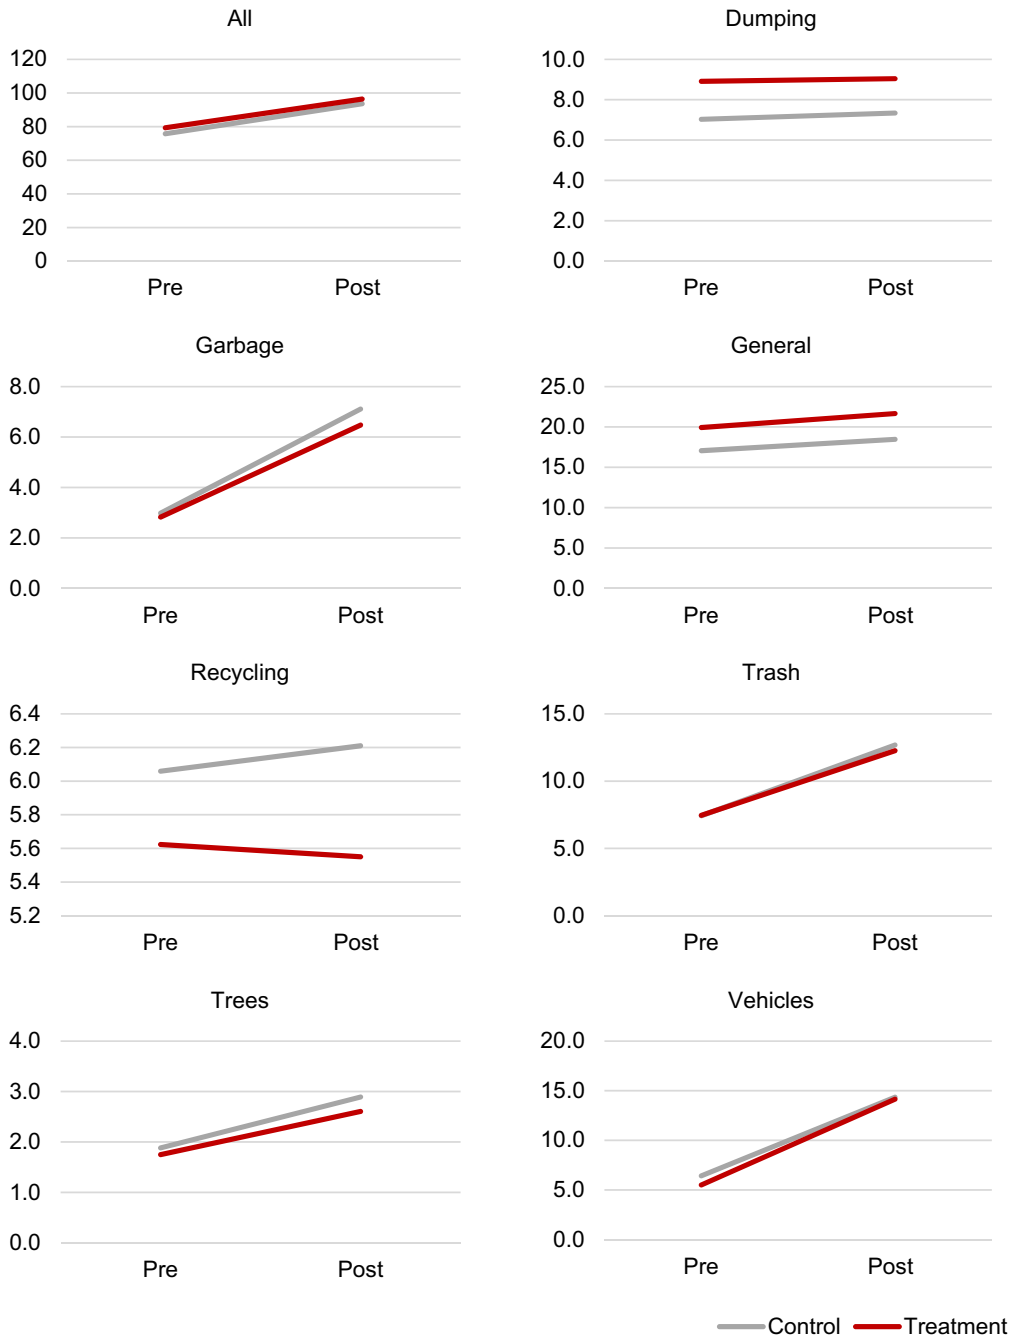 All
120
100
80
60
40
20
0
Pre Post
Dumping
10.0
8.0
6.0
4.0
2.0
0.0
Pre Post
Garbage
8.0
6.0
4.0
2.0
0.0
Pre Post
General
25.0
20.0
15.0
10.0
5.0
0.0
Pre Post
Recycling
6.4
6.2
6.0
5.8
5.6
5.4
5.2
Pre Post
Trash
15.0
10.0
5.0
0.0
Pre Post
Trees
4.0
3.0
2.0
1.0
0.0
Pre Post
Vehicles
20.0
15.0
10.0
5.0
0.0
Pre Post
Control Treatment